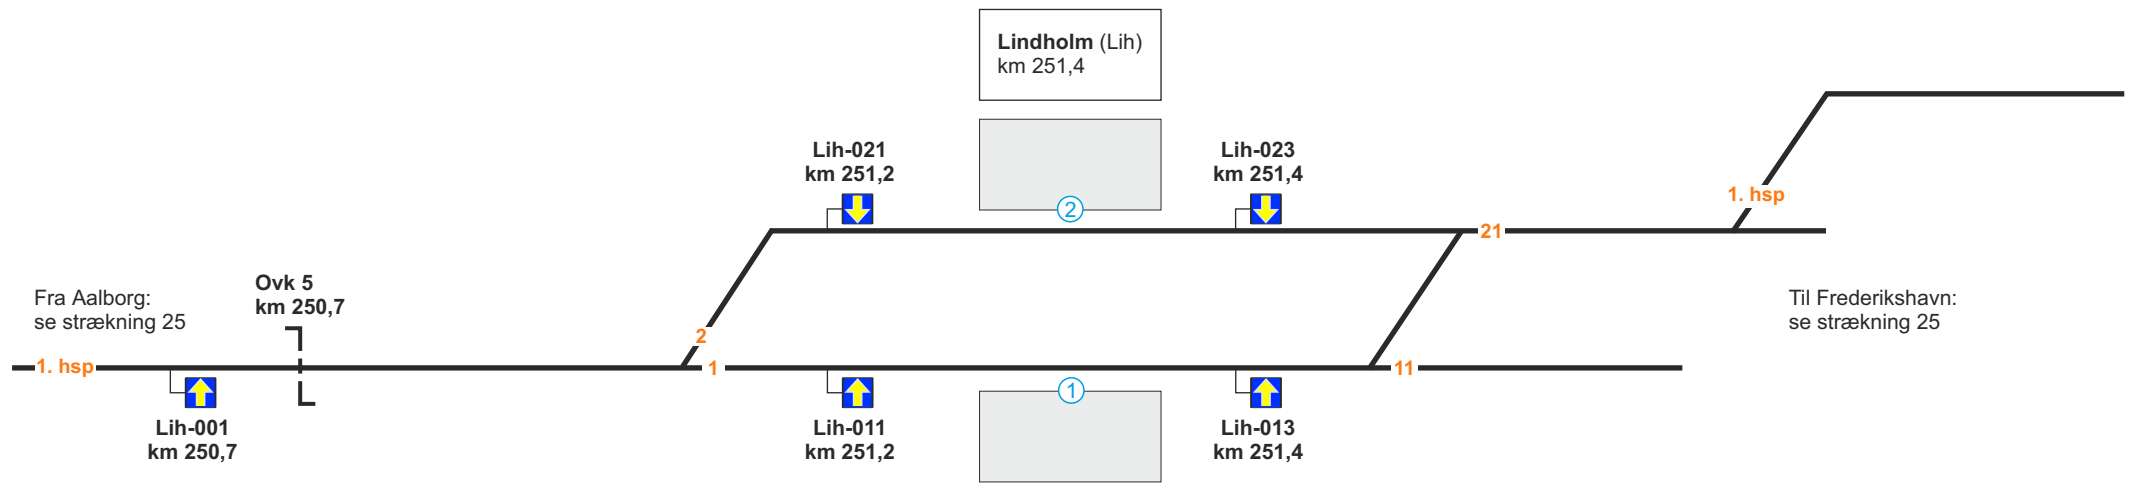 Lindholm (Lih)
km 251,4
Lih-021
km 251,2
Lih-023
km 251,4
1. hsp
2
21
Ovk 5
km 250,7
Fra Aalborg:
se strækning 25
Til Frederikshavn:
se strækning 25
2
1. hsp
1
11
1
Lih-001
km 250,7
Lih-011
km 251,2
Lih-013
km 251,4